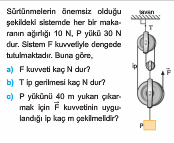 Sürtünmelerin önemsiz olduğu
şekildeki sistemde her bir maka-
ranın ağırlığı 10 N, P yükü 30 N
dur. Sistem F kuvvetiyle dengede
tutulmaktadır. Buna göre,
a) F kuvveti kaç N dur?
b) T ip gerilmesi kaç N dur?
c) P yükünü 40 m yukarı çıkar-
mak için F kuvvetinin uygu-
landığı ip kaç m çekilmelidir?
tavan
T
ip
F
P